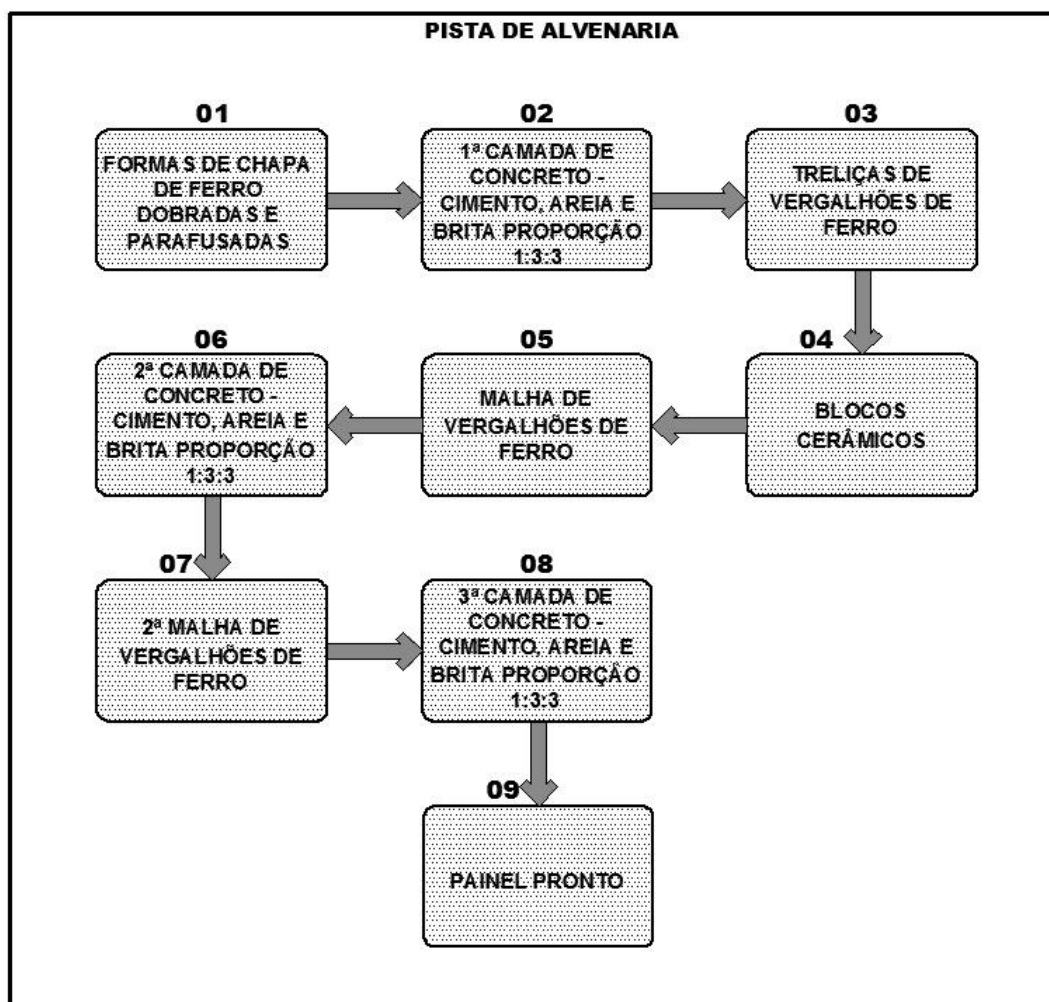 PISTA DE ALVENARIA
01
FORMAS DE CHAPA
DE FERRO
DOBRADAS E
PARAFUSADAS
02
1ª CAMADA DE
CONCRETO -
CIMENTO, AREIA E
BRITA PROPORÇÃO
1:3:3
03
TRELIÇAS DE
VERGALHÕES DE
FERRO
04
BLOCOS
CERÂMICOS
05
MALHA DE
VERGALHÕES DE
FERRO
06
2ª CAMADA DE
CONCRETO -
CIMENTO, AREIA E
BRITA PROPORÇÃO
1:3:3
07
2ª MALHA DE
VERGALHÕES DE
FERRO
08
3ª CAMADA DE
CONCRETO -
CIMENTO, AREIA E
BRITA PROPORÇÃO
1:3:3
09
PAINEL PRONTO